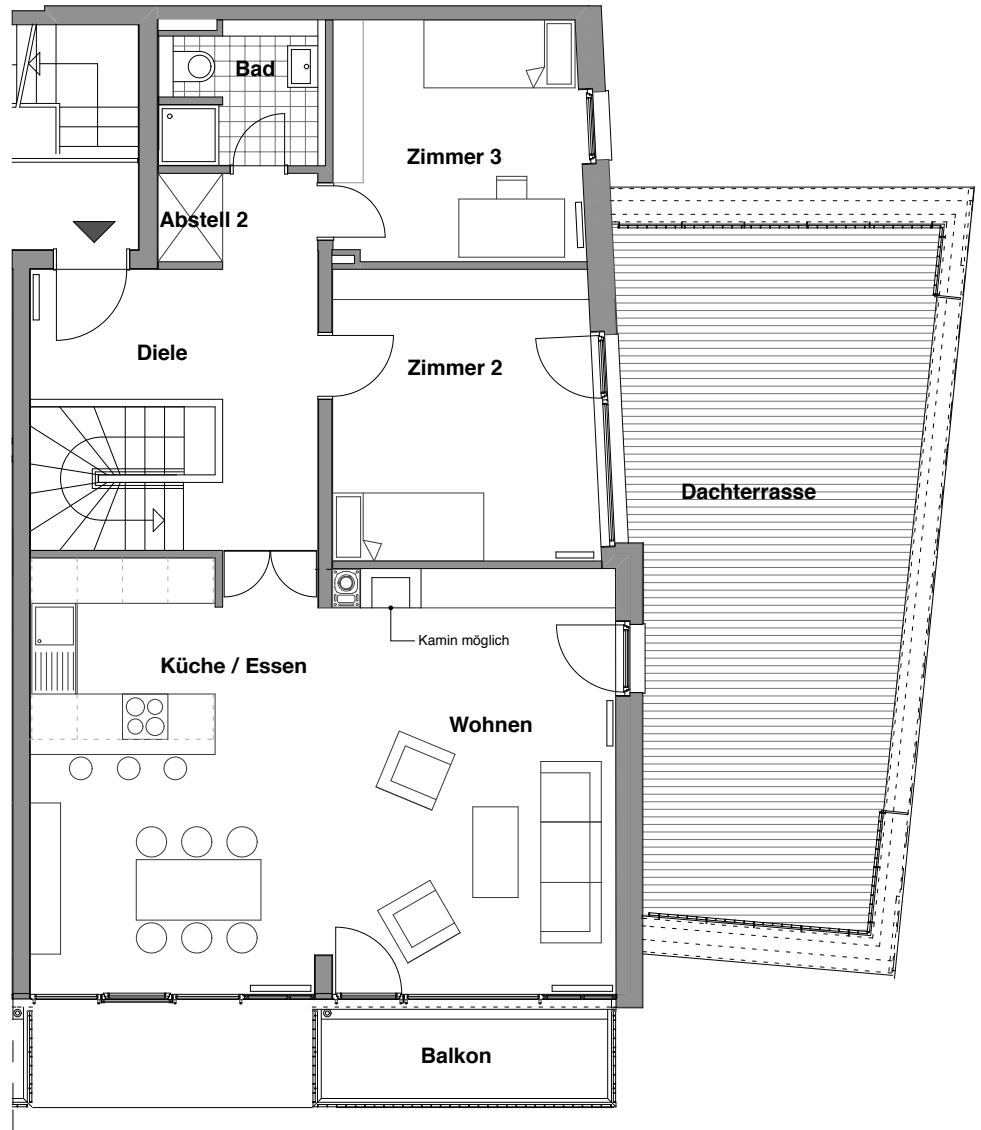 Bad
Zimmer 3
Abstell 2
Diele
Zimmer 2
Dachterrasse
Kamin möglich
Küche / Essen
Wohnen
Balkon